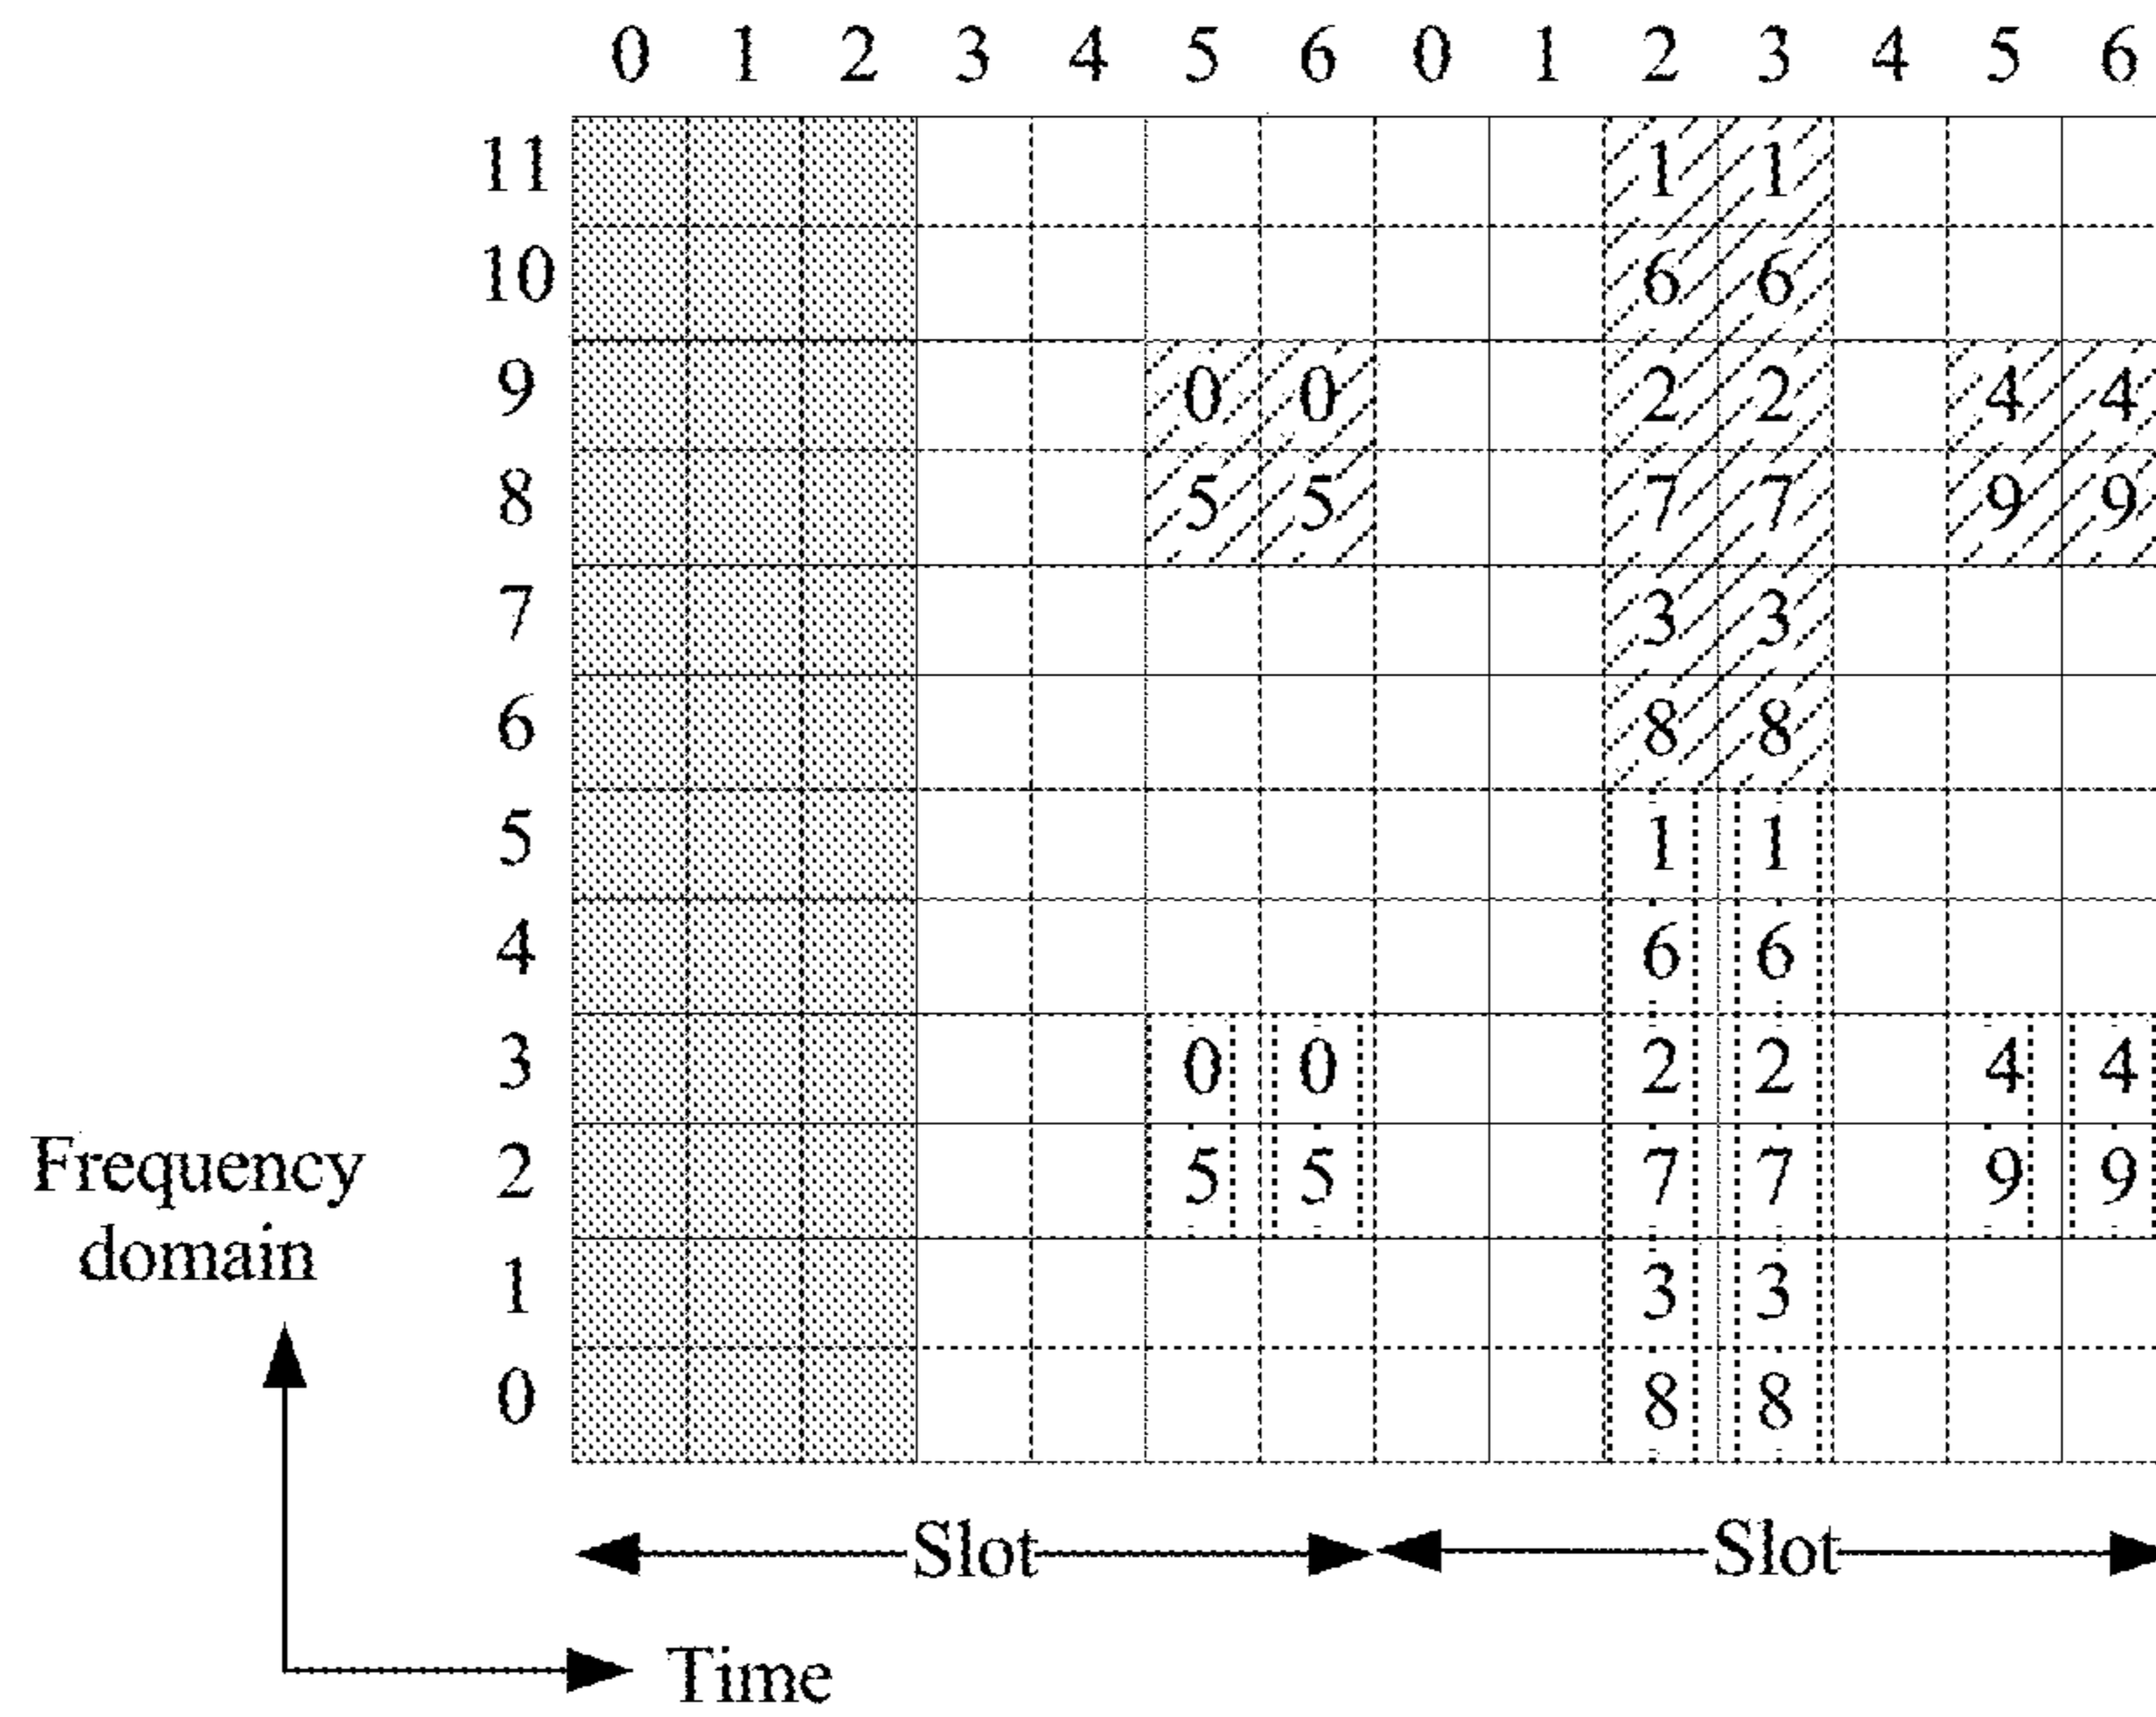 0 1 2 3 4 5 6 0 1 2 3 4 5 6
11 1 1
10 6 6
9 0 0 2 2 4 4
8 5 5 7 7 9 9
7 3 3
6 8 8
5 1 1
4 6 6
3 0 0 2 2 4 4
2 5 5 7 7 9 9
1 3 3
0 8 8
Frequency
domain
Slot Slot
Time